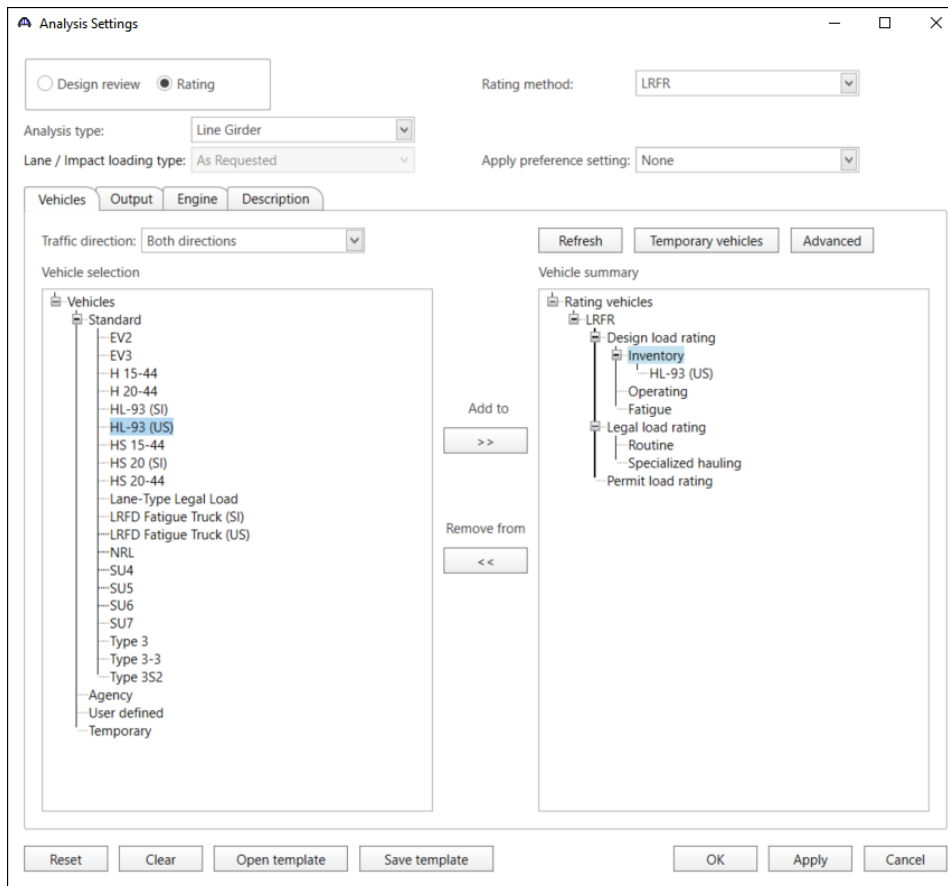 Analysis Settings
Design review Rating
Rating method: LRFR
Analysis type: Line Girder
Lane / Impact loading type: As Requested
Apply preference setting: None
Vehicles Output Engine Description
Traffic direction: Both directions
Refresh Temporary vehicles Advanced
Vehicle selection
Vehicles
Standard
EV2
EV3
H 15-44
H 20-44
HL-93 (SI)
HL-93 (US)
HS 15-44
HS 20 (SI)
HS 20-44
Lane-Type Legal Load
LRFD Fatigue Truck (SI)
LRFD Fatigue Truck (US)
NRL
SU4
SU5
SU6
SU7
Type 3
Type 3-3
Type 3S2
Agency
User defined
Temporary
Add to
>>
Remove from
<<
Vehicle summary
Rating vehicles
LRFR
Design load rating
Inventory
HL-93 (US)
Operating
Fatigue
Legal load rating
Routine
Specialized hauling
Permit load rating
Reset Clear Open template Save template OK Apply Cancel